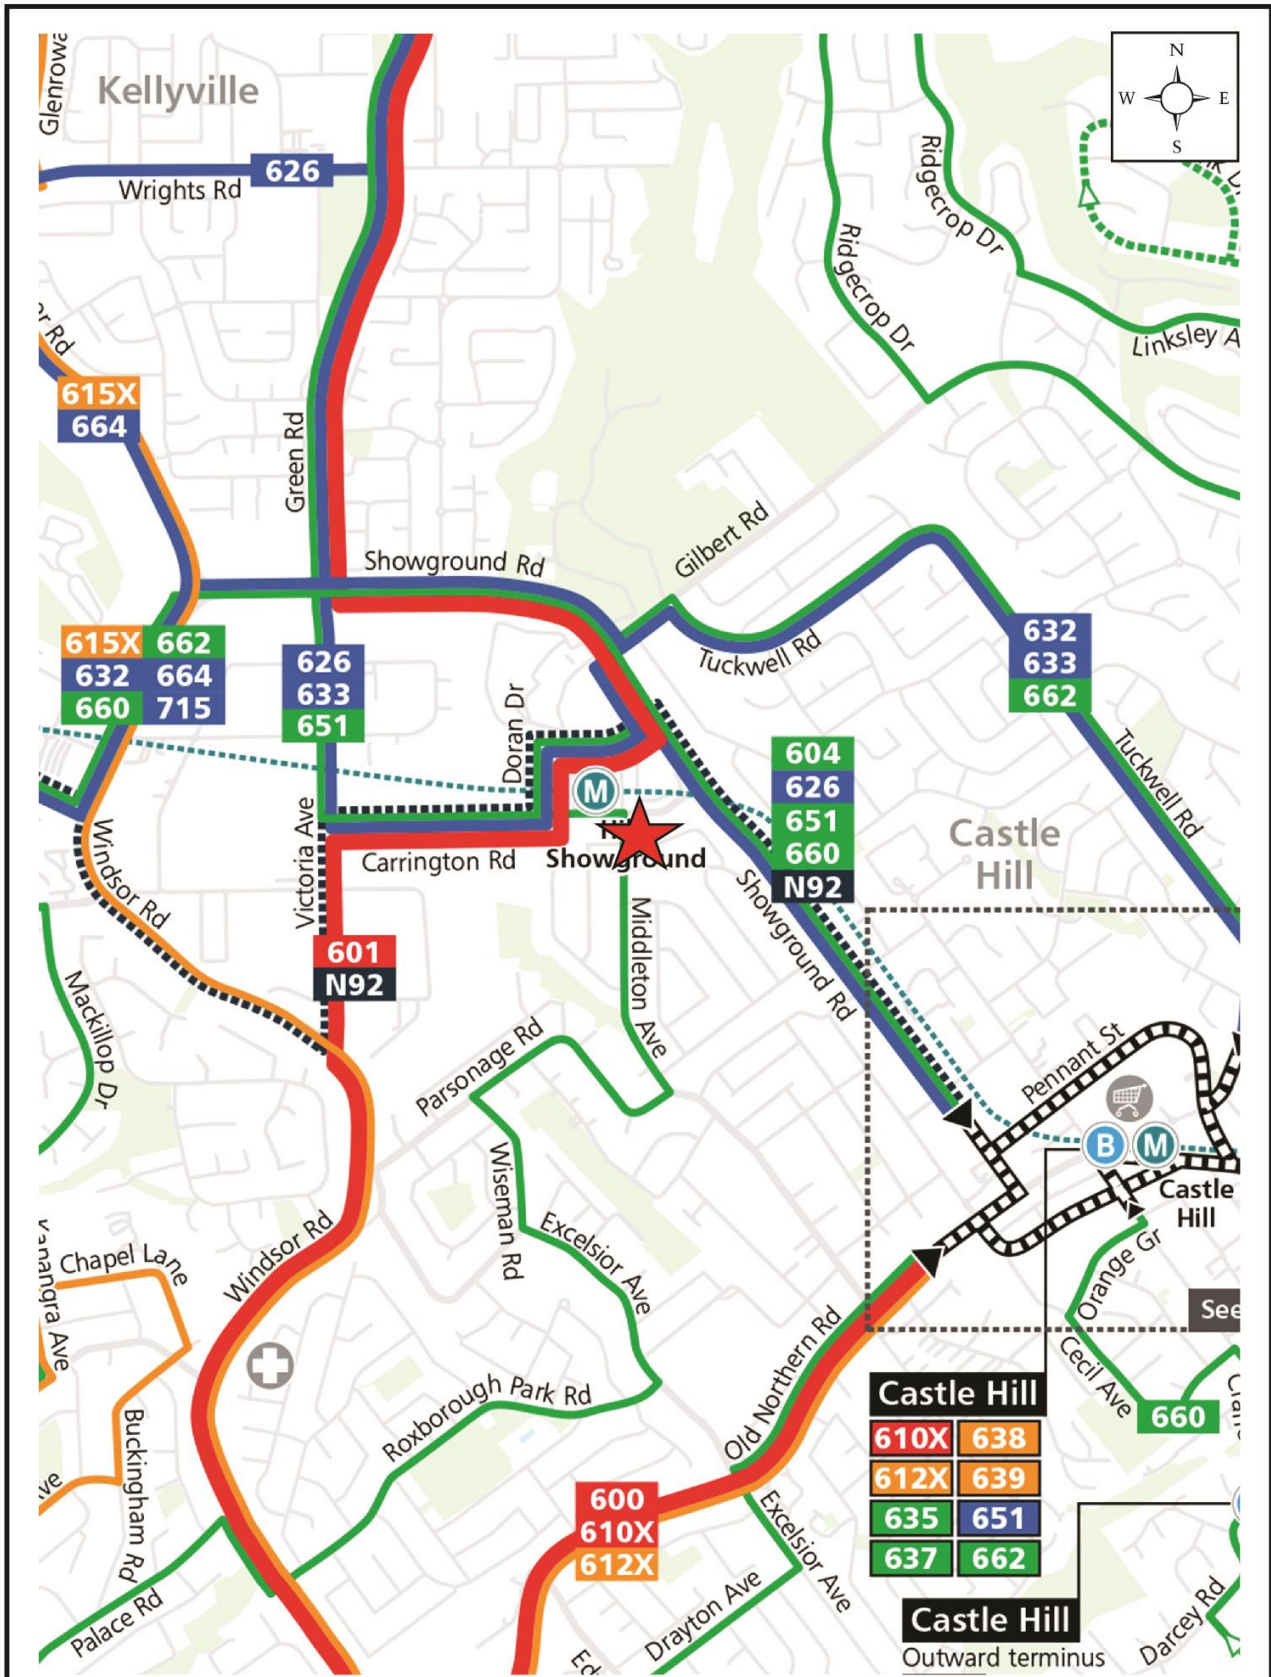 N
W E
S
Glenrowa
Kellyville
626
Wrights Rd
Ridgecrop Dr
Ridgecrop Dr
Linksley A
or Rd
615X
664
Green Rd
Showground Rd
Gilbert Rd
Tuckwell Rd
615X 662
632 664
660 715
626
633
651
632
633
662
Doran Dr
Tuckwell Rd
M
604
626
651
660
N92
Castle
Hill
Victoria Ave
Carrington Rd
Showground
Windsor Rd
Middleton Ave
Showground Rd
601
N92
Mackillop Dr
Parsonage Rd
Pennant St
B M
Castle
Hill
Wiseman Rd
Excelsior Ave
Orange Gr
Chapel Lane
Windsor Rd
See
Old Northern Rd
Cecil Ave
Roxborough Park Rd
Castle Hill
610X 638
612X 639
635 651
637 662
660
Buckingham Rd
600
610X
612X
Excelsior Ave
Drayton Ave
Palace Rd
Castle Hill
Outward terminus
Darcey Rd